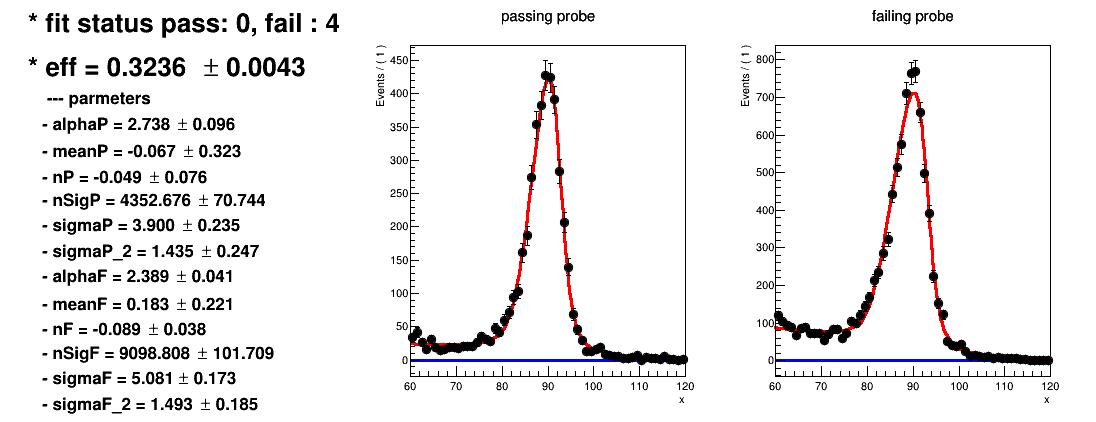 * fit status pass: 0, fail : 4
* eff = 0.3236 ± 0.0043
--- parmeters
- alphaP = 2.738 ± 0.096
- meanP = -0.067 ± 0.323
- nP = -0.049 ± 0.076
- nSigP = 4352.676 ± 70.744
- sigmaP = 3.900 ± 0.235
- sigmaP_2 = 1.435 ± 0.247
- alphaF = 2.389 ± 0.041
- meanF = 0.183 ± 0.221
- nF = -0.089 ± 0.038
- nSigF = 9098.808 ± 101.709
- sigmaF = 5.081 ± 0.173
- sigmaF_2 = 1.493 ± 0.185
passing probe
Events / ( 1 )
450
400
350
300
250
200
150
100
50
0
60 70 80 90 100 110 120
x
failing probe
Events / ( 1 )
800
700
600
500
400
300
200
100
0
60 70 80 90 100 110 120
x